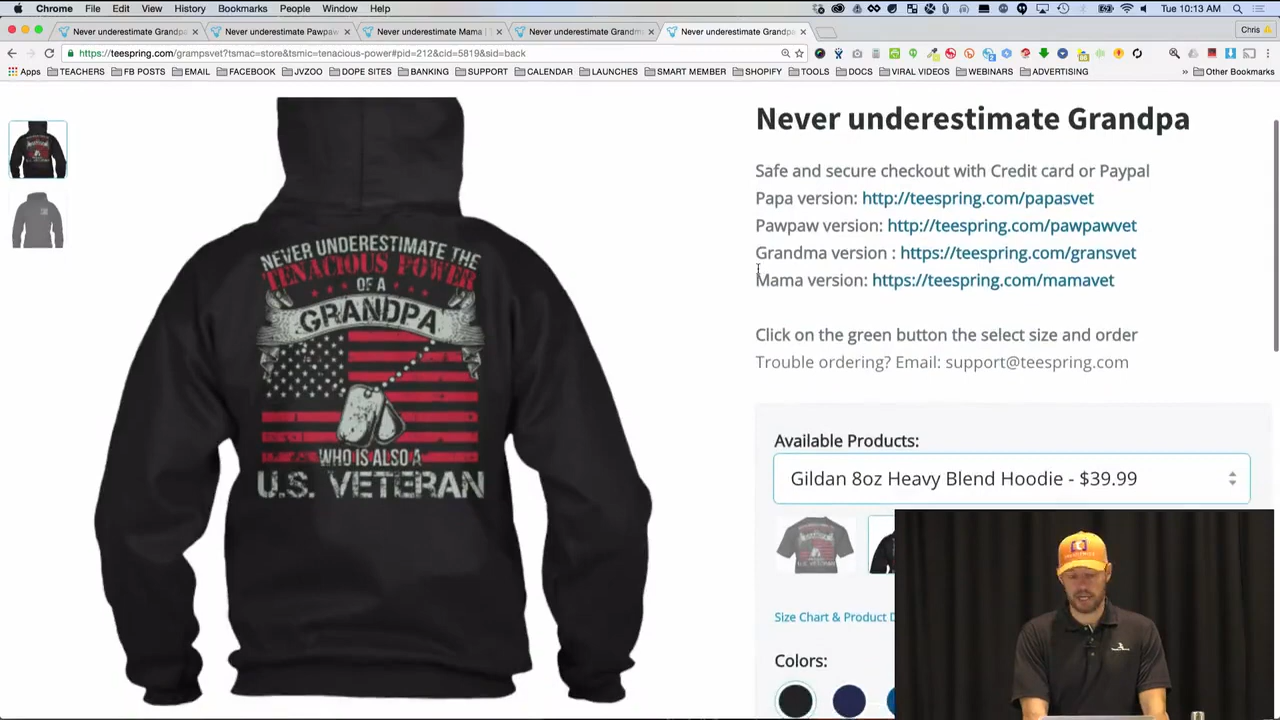 Chrome File Edit View History Bookmarks People Window Help
Tue 10:13 AM
Never underestimate Grandpa
Never underestimate Pawpaw
Never underestimate Mama |
Never underestimate Grandm
Never underestimate Grandpa
Chris
https://teespring.com/grampsvet?tsmac=store&tsmic=tenacious-power#pid=212&cid=5819&sid=back
Apps TEACHERS FB POSTS EMAIL FACEBOOK JVZOO DOPE SITES BANKING SUPPORT CALENDAR LAUNCHES SMART MEMBER SHOPIFY TOOLS DOCS VIRAL VIDEOS WEBINARS ADVERTISING » Other Bookmarks
NEVER UNDERESTIMATE THE
TENACIOUS POWER
OF A
GRANDPA
WHO IS ALSO A
U.S. VETERAN
Never underestimate Grandpa
Safe and secure checkout with Credit card or Paypal
Papa version: http://teespring.com/papasvet
Pawpaw version: http://teespring.com/pawpawvet
Grandma version : https://teespring.com/gransvet
Mama version: https://teespring.com/mamavet
Click on the green button the select size and order
Trouble ordering? Email: support@teespring.com
Available Products:
Gildan 8oz Heavy Blend Hoodie - $39.99
Size Chart & Product D
Colors: